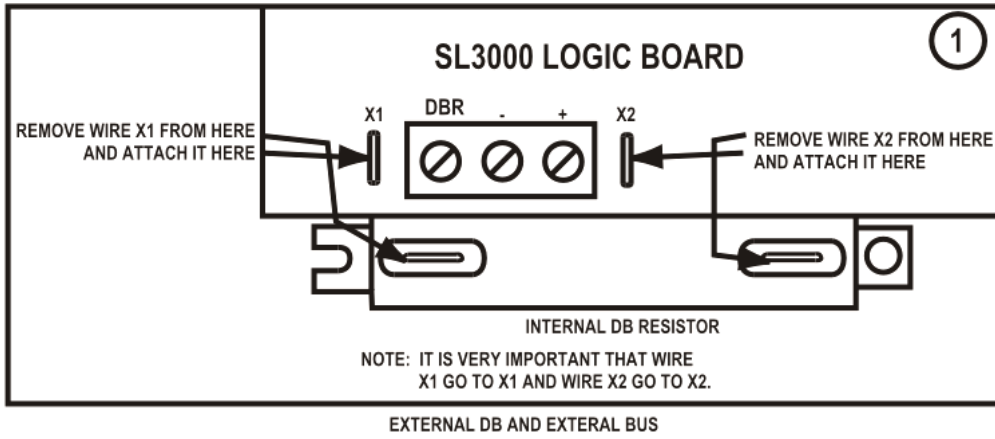 SL3000 LOGIC BOARD
1
X1
DBR
-
+
X2
REMOVE WIRE X1 FROM HERE
AND ATTACH IT HERE
REMOVE WIRE X2 FROM HERE
AND ATTACH IT HERE
INTERNAL DB RESISTOR
NOTE: IT IS VERY IMPORTANT THAT WIRE
X1 GO TO X1 AND WIRE X2 GO TO X2.
EXTERNAL DB AND EXTERAL BUS